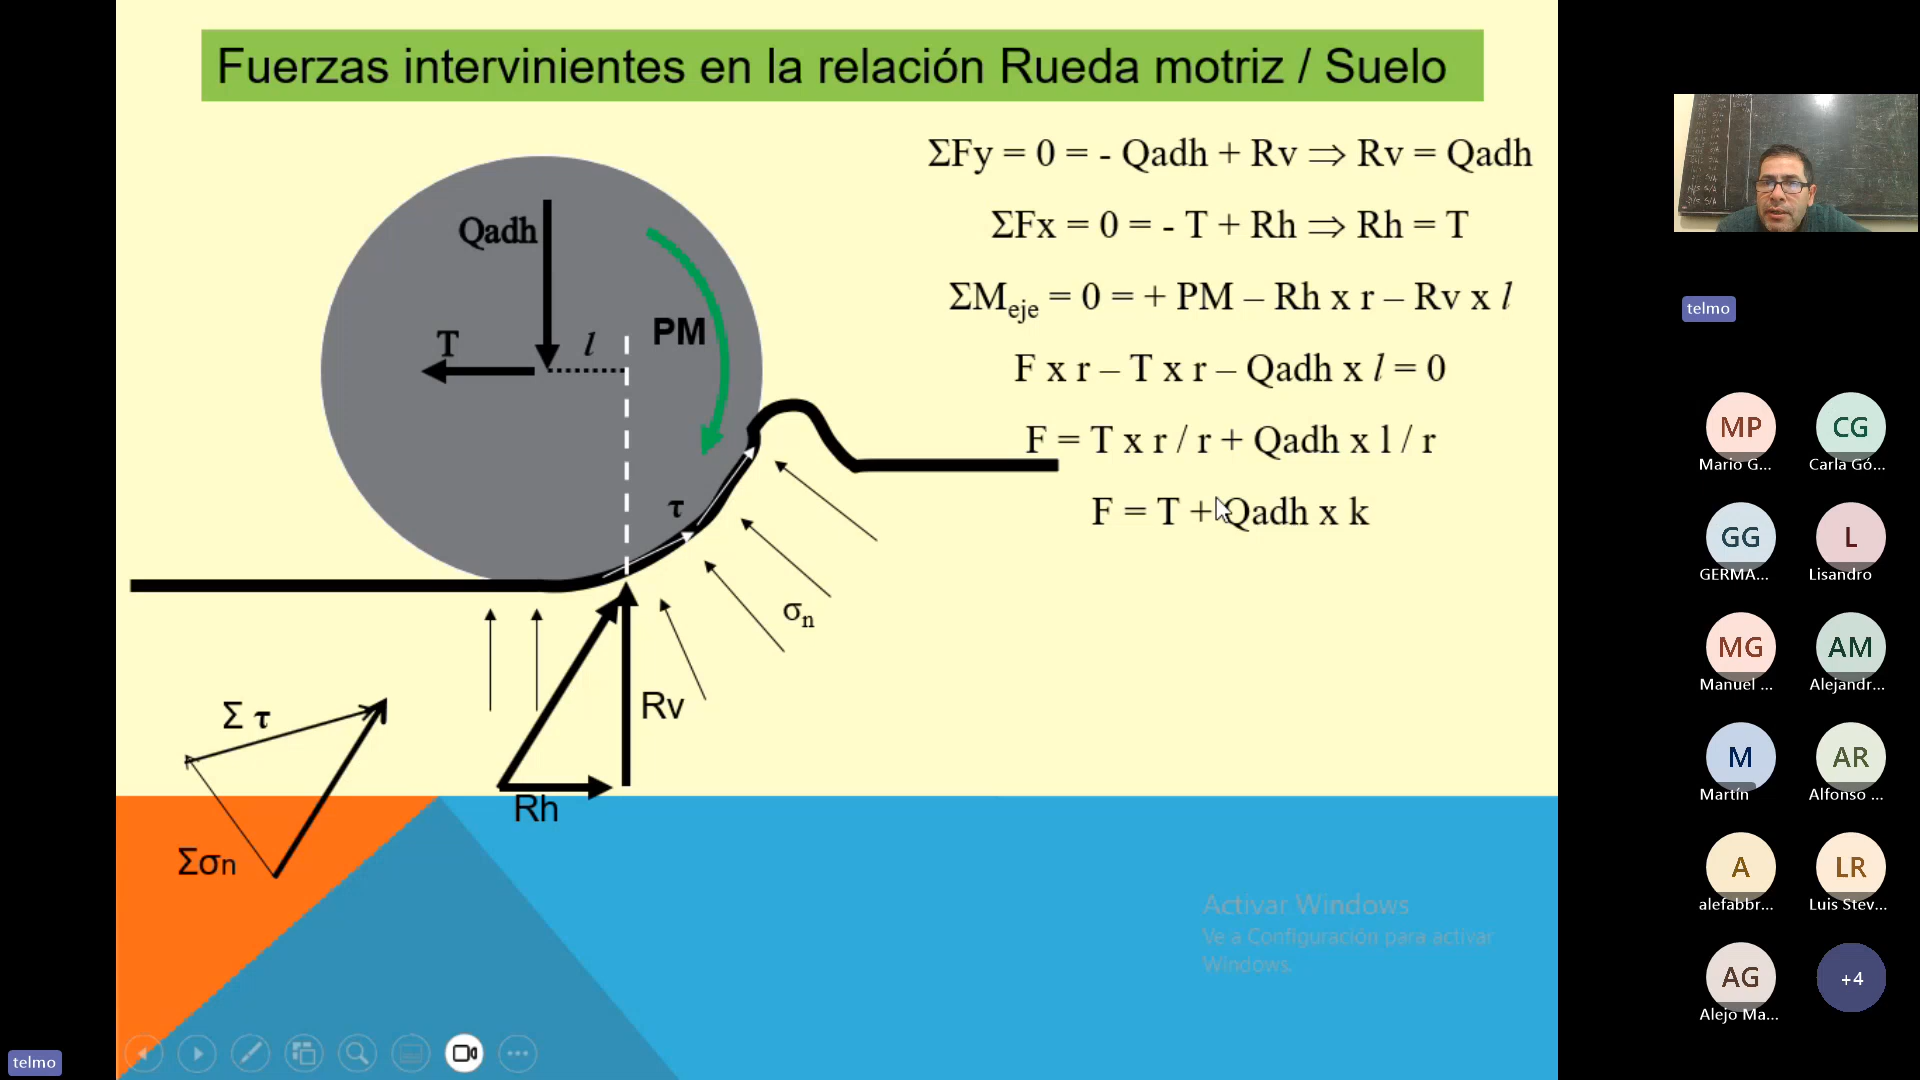 Fuerzas intervinientes en la relación Rueda motriz / Suelo
ΣFy = 0 = - Qadh + Rv ⇒ Rv = Qadh
ΣFx = 0 = - T + Rh ⇒ Rh = T
ΣMeje = 0 = + PM – Rh x r – Rv x l
F x r – T x r – Qadh x l = 0
F = T x r / r + Qadh x l / r
F = T + Qadh x k
Qadh
T
l
PM
τ
σn
Rv
Rh
Σ τ
Σσn
Activar Windows
Ve a Configuración para activar
Windows.
telmo
telmo
MP
Mario G...
CG
Carla Gó...
GG
GERMA...
L
Lisandro
MG
Manuel ...
AM
Alejandr...
M
Martín
AR
Alfonso ...
A
alefabbr...
LR
Luis Stev...
AG
Alejo Ma...
+4